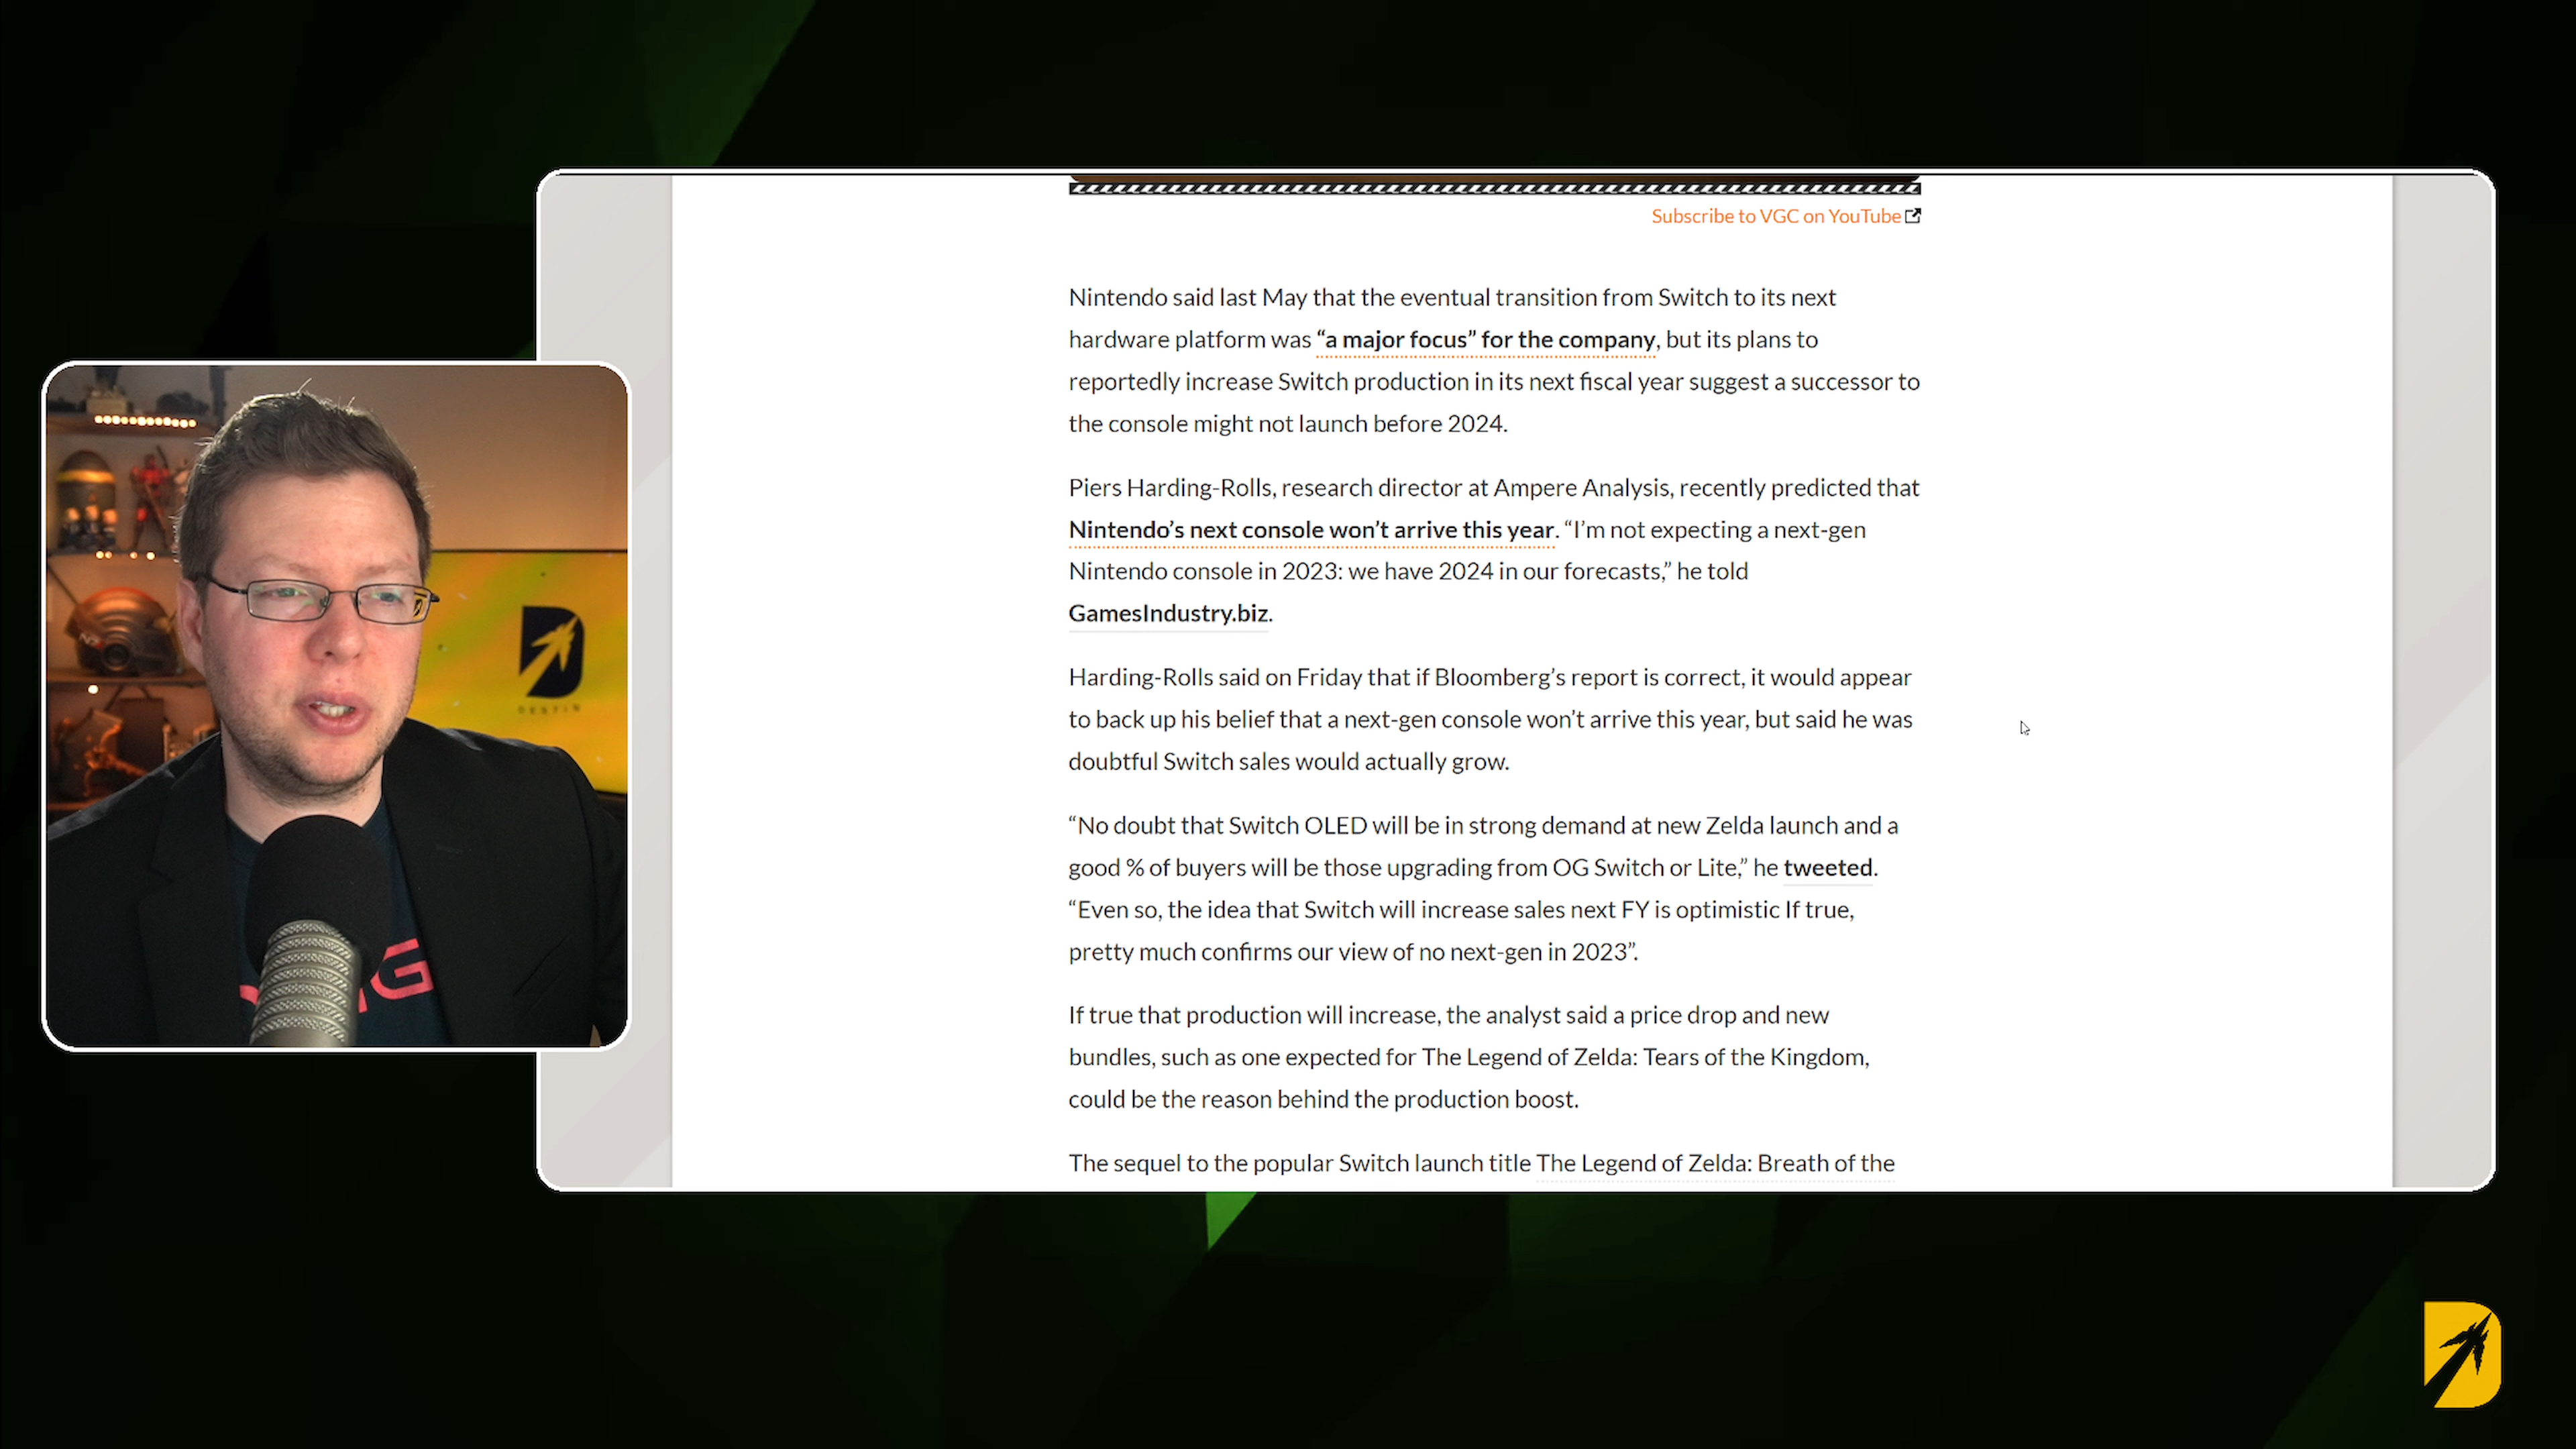 Subscribe to VGC on YouTube
Nintendo said last May that the eventual transition from Switch to its next
hardware platform was “a major focus” for the company, but its plans to
reportedly increase Switch production in its next fiscal year suggest a successor to
the console might not launch before 2024.
Piers Harding-Rolls, research director at Ampere Analysis, recently predicted that
Nintendo’s next console won’t arrive this year. “I’m not expecting a next-gen
Nintendo console in 2023: we have 2024 in our forecasts,” he told
GamesIndustry.biz.
Harding-Rolls said on Friday that if Bloomberg’s report is correct, it would appear
to back up his belief that a next-gen console won’t arrive this year, but said he was
doubtful Switch sales would actually grow.
“No doubt that Switch OLED will be in strong demand at new Zelda launch and a
good % of buyers will be those upgrading from OG Switch or Lite,” he tweeted.
“Even so, the idea that Switch will increase sales next FY is optimistic If true,
pretty much confirms our view of no next-gen in 2023”.
If true that production will increase, the analyst said a price drop and new
bundles, such as one expected for The Legend of Zelda: Tears of the Kingdom,
could be the reason behind the production boost.
The sequel to the popular Switch launch title The Legend of Zelda: Breath of the
DESTIN